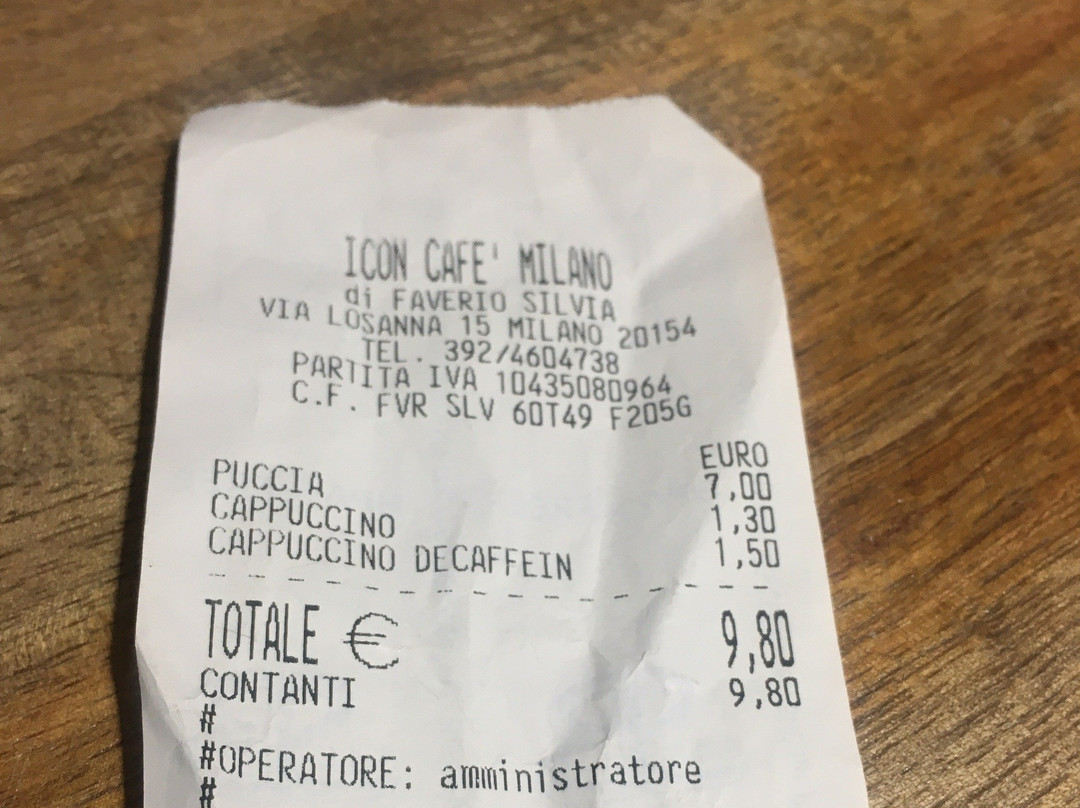 ICON CAFE' MILANO
di FAVERIO SILVIA
VIA LOSANNA 15 MILANO 20154
TEL. 392/4604738
PARTITA IVA 10435080964
C.F. FVR SLV 60T49 F205G
EURO
PUCCIA 7,00
CAPPUCCINO 1,30
CAPPUCCINO DECAFFEIN 1,50
TOTALE € 9,80
CONTANTI 9,80
#
#OPERATORE: amministratore
#